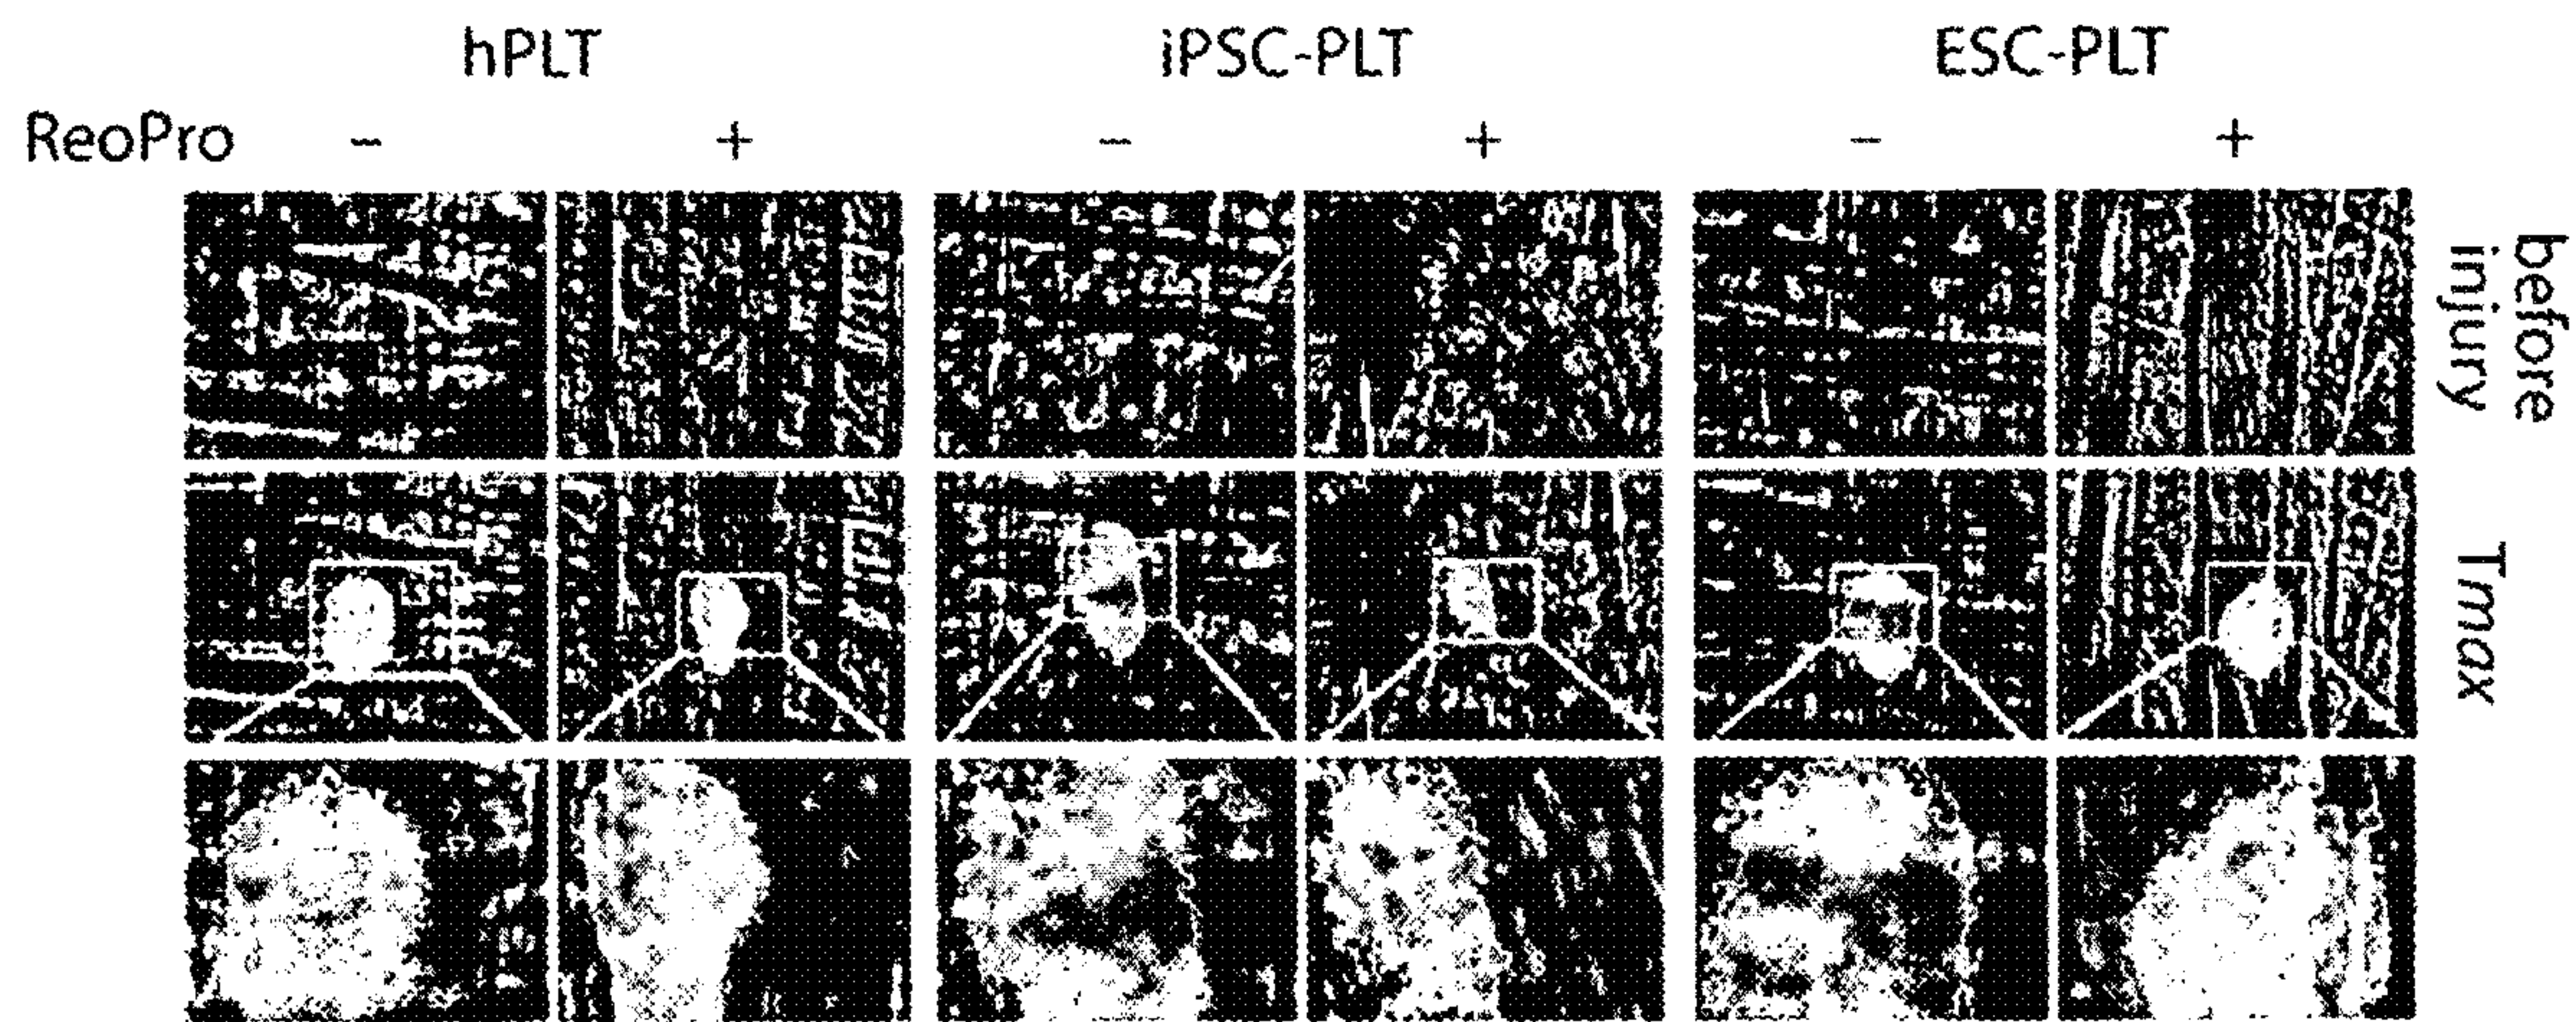 hPLT iPSC-PLT ESC-PLT
ReoPro – + – + – +
before
injury
Tmax